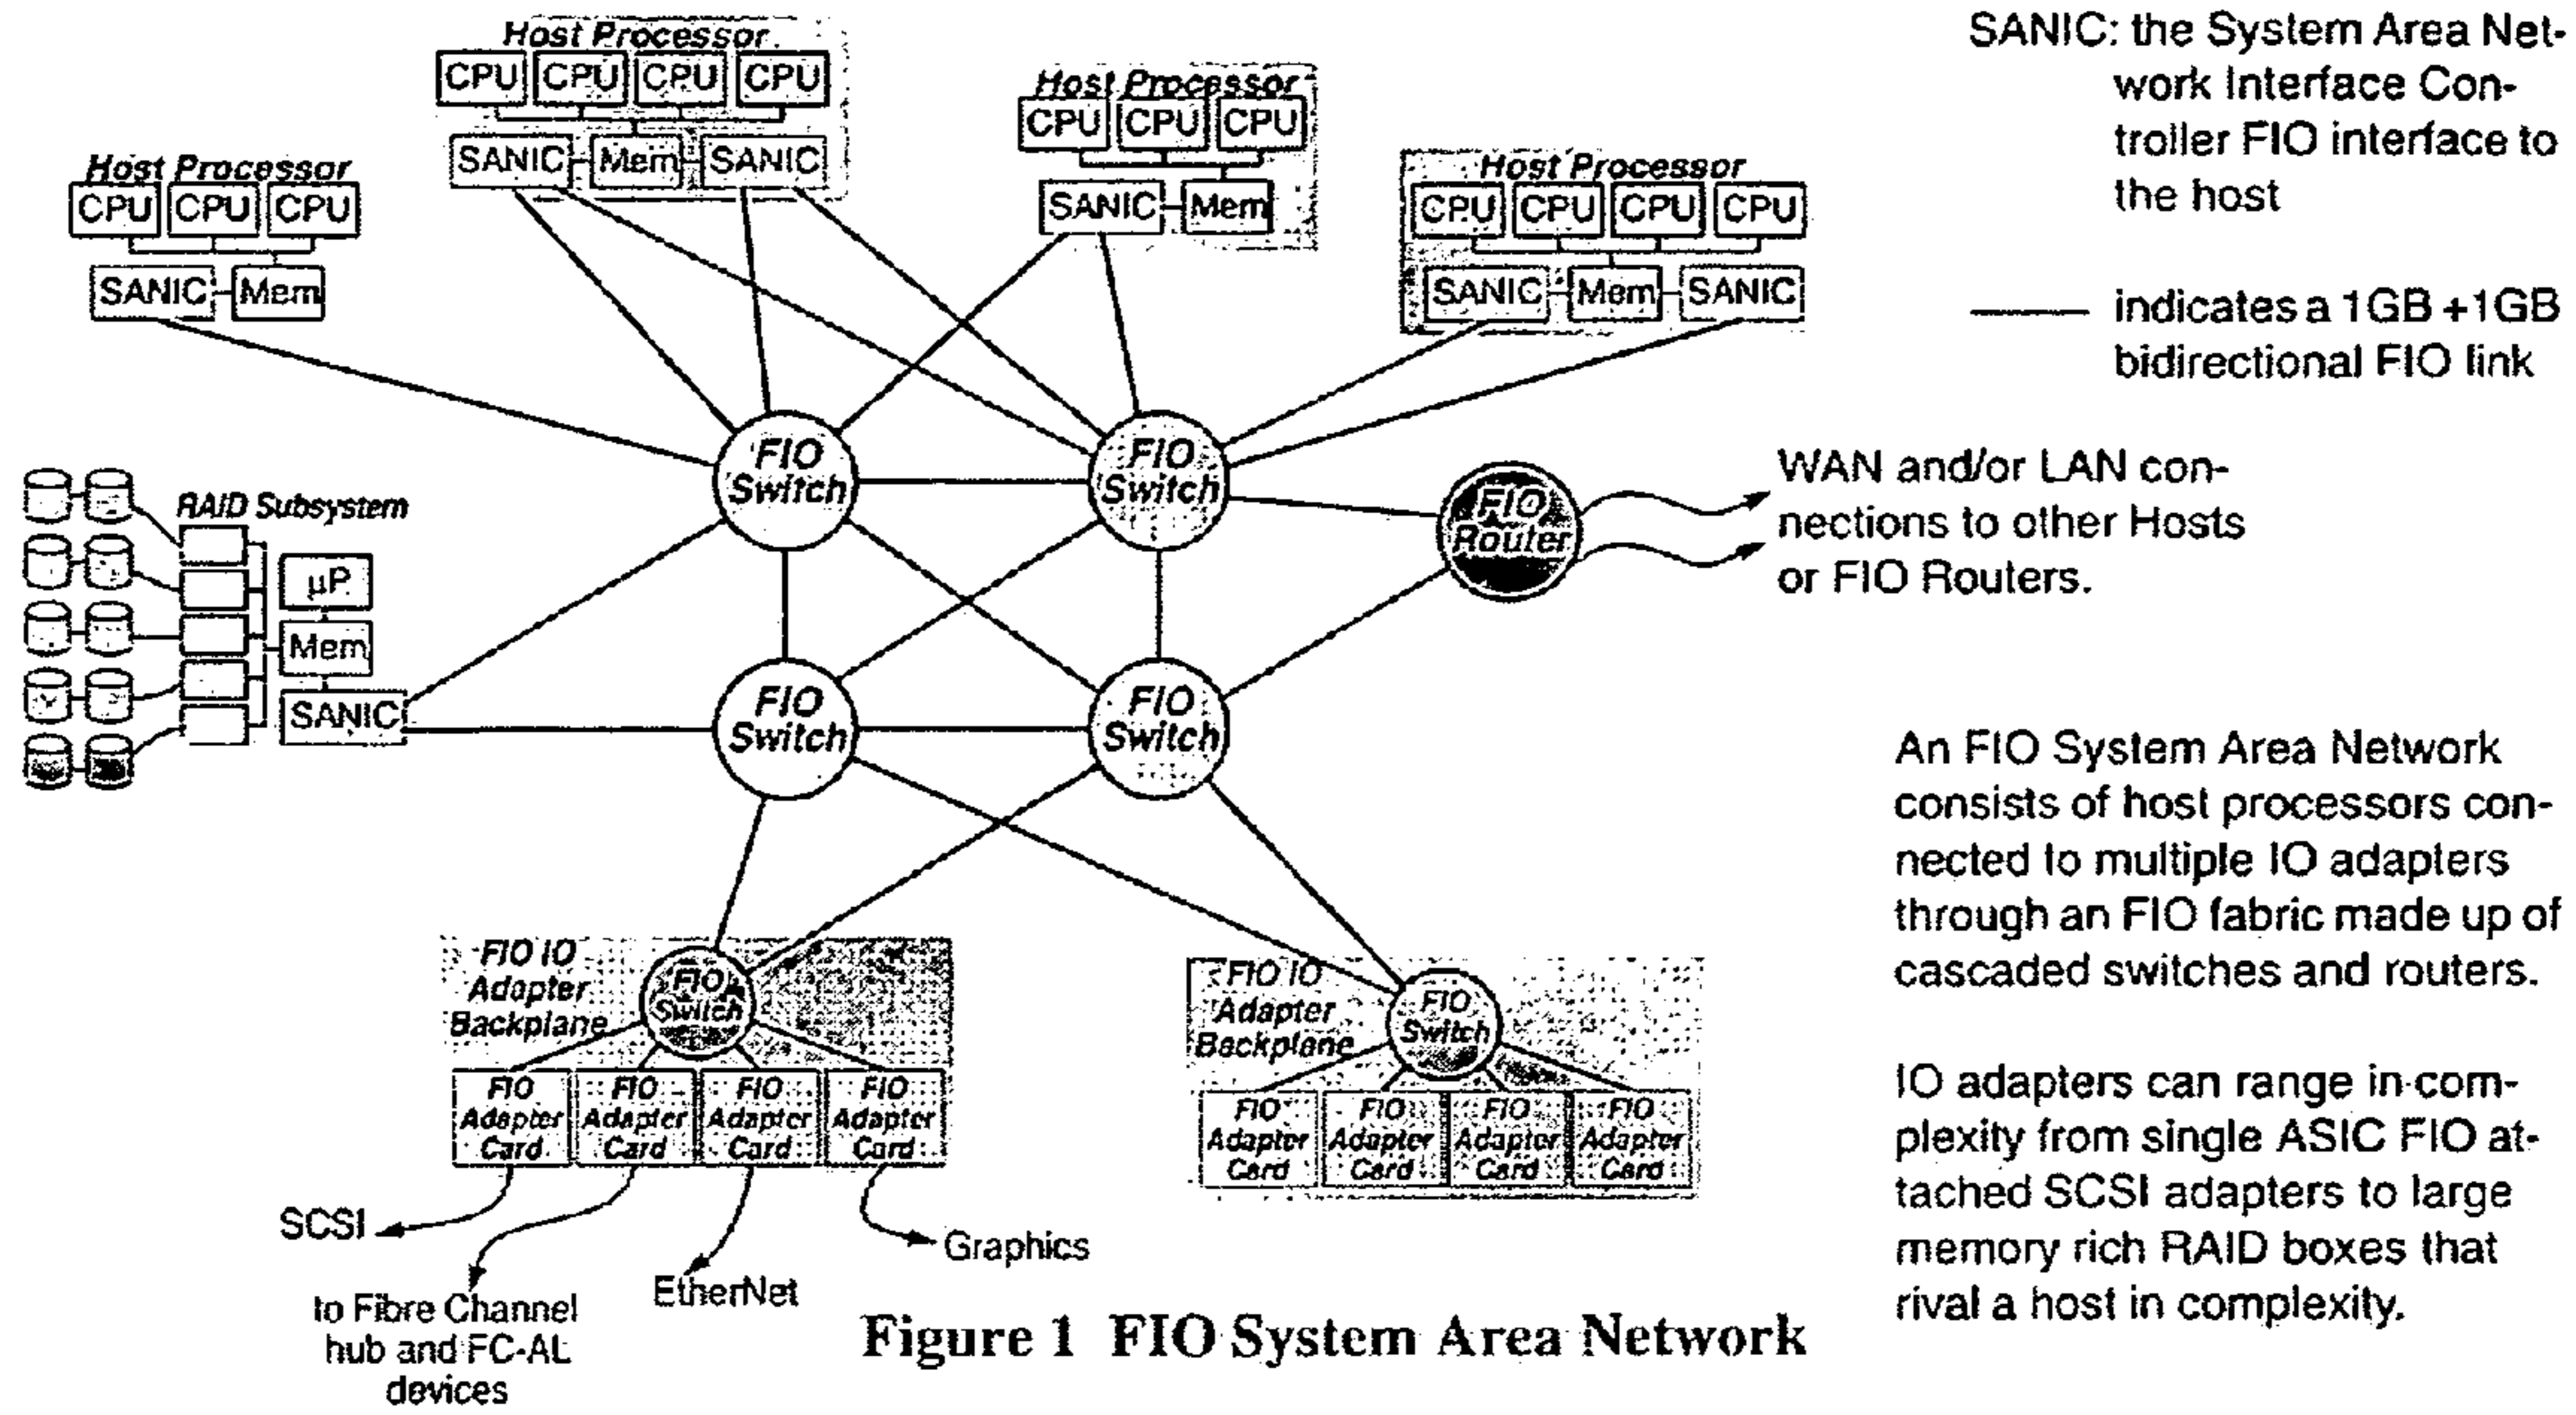 Host Processor
CPU CPU CPU CPU
SANIC Mem SANIC
Host Processor
CPU CPU CPU
SANIC Mem
Host Processor
CPU CPU CPU
SANIC Mem
Host Processor
CPU CPU CPU CPU
SANIC Mem SANIC
SANIC: the System Area Net-
work Interface Con-
troller FIO interface to
the host
indicates a 1GB +1GB
bidirectional FIO link
FIO
Switch
FIO
Switch
FIO
Router
WAN and/or LAN con-
nections to other Hosts
or FIO Routers.
RAID Subsystem
µP
Mem
SANIC
FIO
Switch
FIO
Switch
An FIO System Area Network
consists of host processors con-
nected to multiple IO adapters
through an FIO fabric made up of
cascaded switches and routers.
IO adapters can range in com-
plexity from single ASIC FIO at-
tached SCSI adapters to large
memory rich RAID boxes that
rival a host in complexity.
FIO IO
Adapter
Backplane
FIO
Switch
FIO
Adapter
Card
FIO
Adapter
Card
FIO
Adapter
Card
FIO
Adapter
Card
FIO IO
Adapter
Backplane
FIO
Switch
FIO
Adapter
Card
FIO
Adapter
Card
FIO
Adapter
Card
FIO
Adapter
Card
SCSI
to Fibre Channel
hub and FC-AL
devices
EtherNet
Graphics
Figure 1 FIO System Area Network